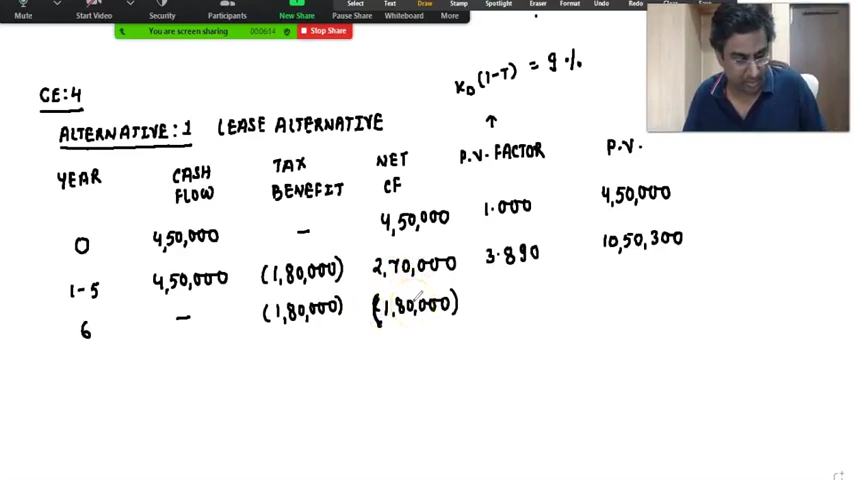 Mute Start Video Security Participants New Share Pause Share Whiteboard More
Select Text Draw Stamp Spotlight Eraser Format Undo Redo
You are screen sharing 00:06:14 Stop Share
CE:4
K_D(1-T) = 9%
ALTERNATIVE:1 LEASE ALTERNATIVE
YEAR CASH FLOW TAX BENEFIT NET CF P.V. FACTOR P.V.
0 4,50,000 — 4,50,000 1.000 4,50,000
1-5 4,50,000 (1,80,000) 2,70,000 3.890 10,50,300
6 — (1,80,000) (1,80,000)